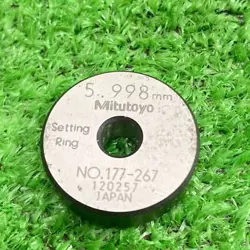 5.998mm
Mitutoyo
Setting
Ring
NO.177-267
120257
JAPAN